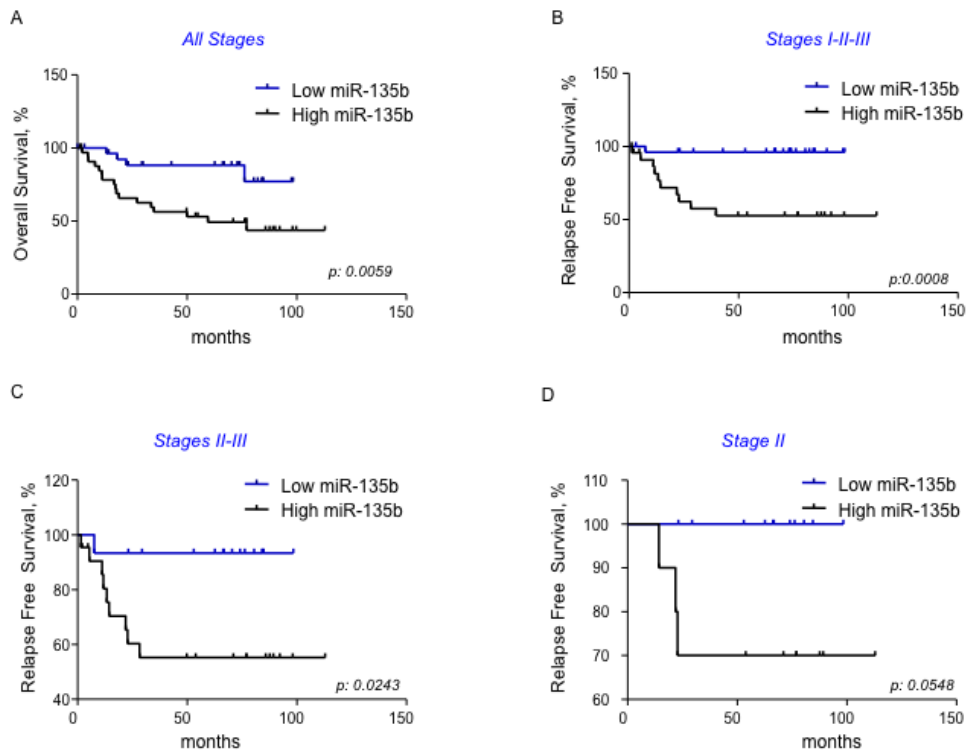 A
All Stages
150
100
50
0
Overall Survival, %
Low miR-135b
High miR-135b
p: 0.0059
0 50 100 150
months
B
Stages I-II-III
150
100
50
0
Relapse Free Survival, %
Low miR-135b
High miR-135b
p:0.0008
0 50 100 150
months
C
Stages II-III
120
100
80
60
40
Relapse Free Survival, %
Low miR-135b
High miR-135b
p: 0.0243
0 50 100 150
months
D
Stage II
110
100
90
80
70
60
Relapse Free Survival, %
Low miR-135b
High miR-135b
p: 0.0548
0 50 100 150
months